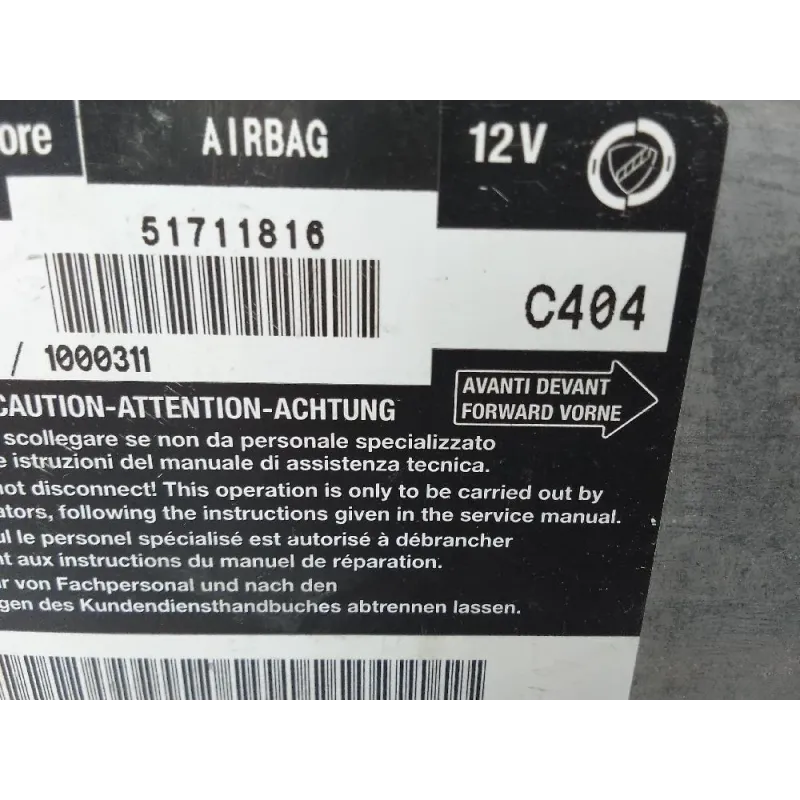 ore AIRBAG 12V
51711816
C404
/ 1000311
AVANTI DEVANT
FORWARD VORNE
CAUTION-ATTENTION-ACHTUNG
scollegare se non da personale specializzato
e istruzioni del manuale di assistenza tecnica.
not disconnect! This operation is only to be carried out by
ators, following the instructions given in the service manual.
ul le personel spécialisé est autorisé à débrancher
nt aux instructions du manuel de réparation.
ur von Fachpersonal und nach den
gen des Kundendiensthandbuches abtrennen lassen.